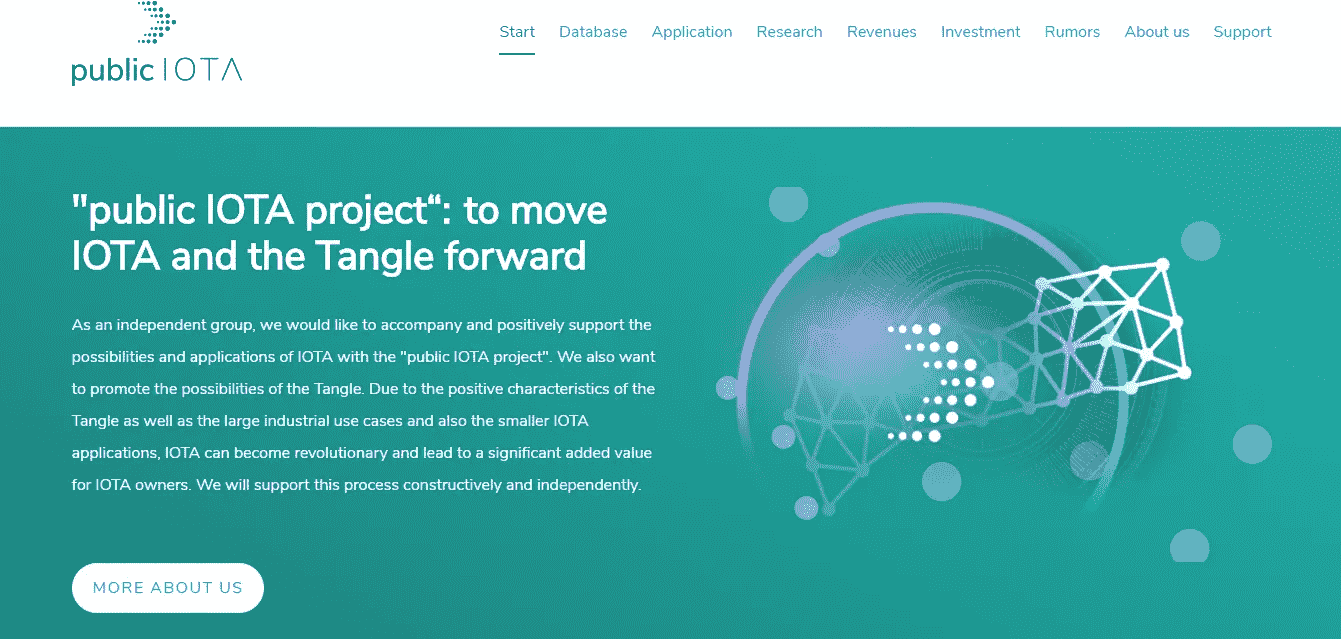 Start Database Application Research Revenues Investment Rumors About us Support
public IOTA
"public IOTA project“: to move
IOTA and the Tangle forward
As an independent group, we would like to accompany and positively support the
possibilities and applications of IOTA with the "public IOTA project". We also want
to promote the possibilities of the Tangle. Due to the positive characteristics of the
Tangle as well as the large industrial use cases and also the smaller IOTA
applications, IOTA can become revolutionary and lead to a significant added value
for IOTA owners. We will support this process constructively and independently.
MORE ABOUT US